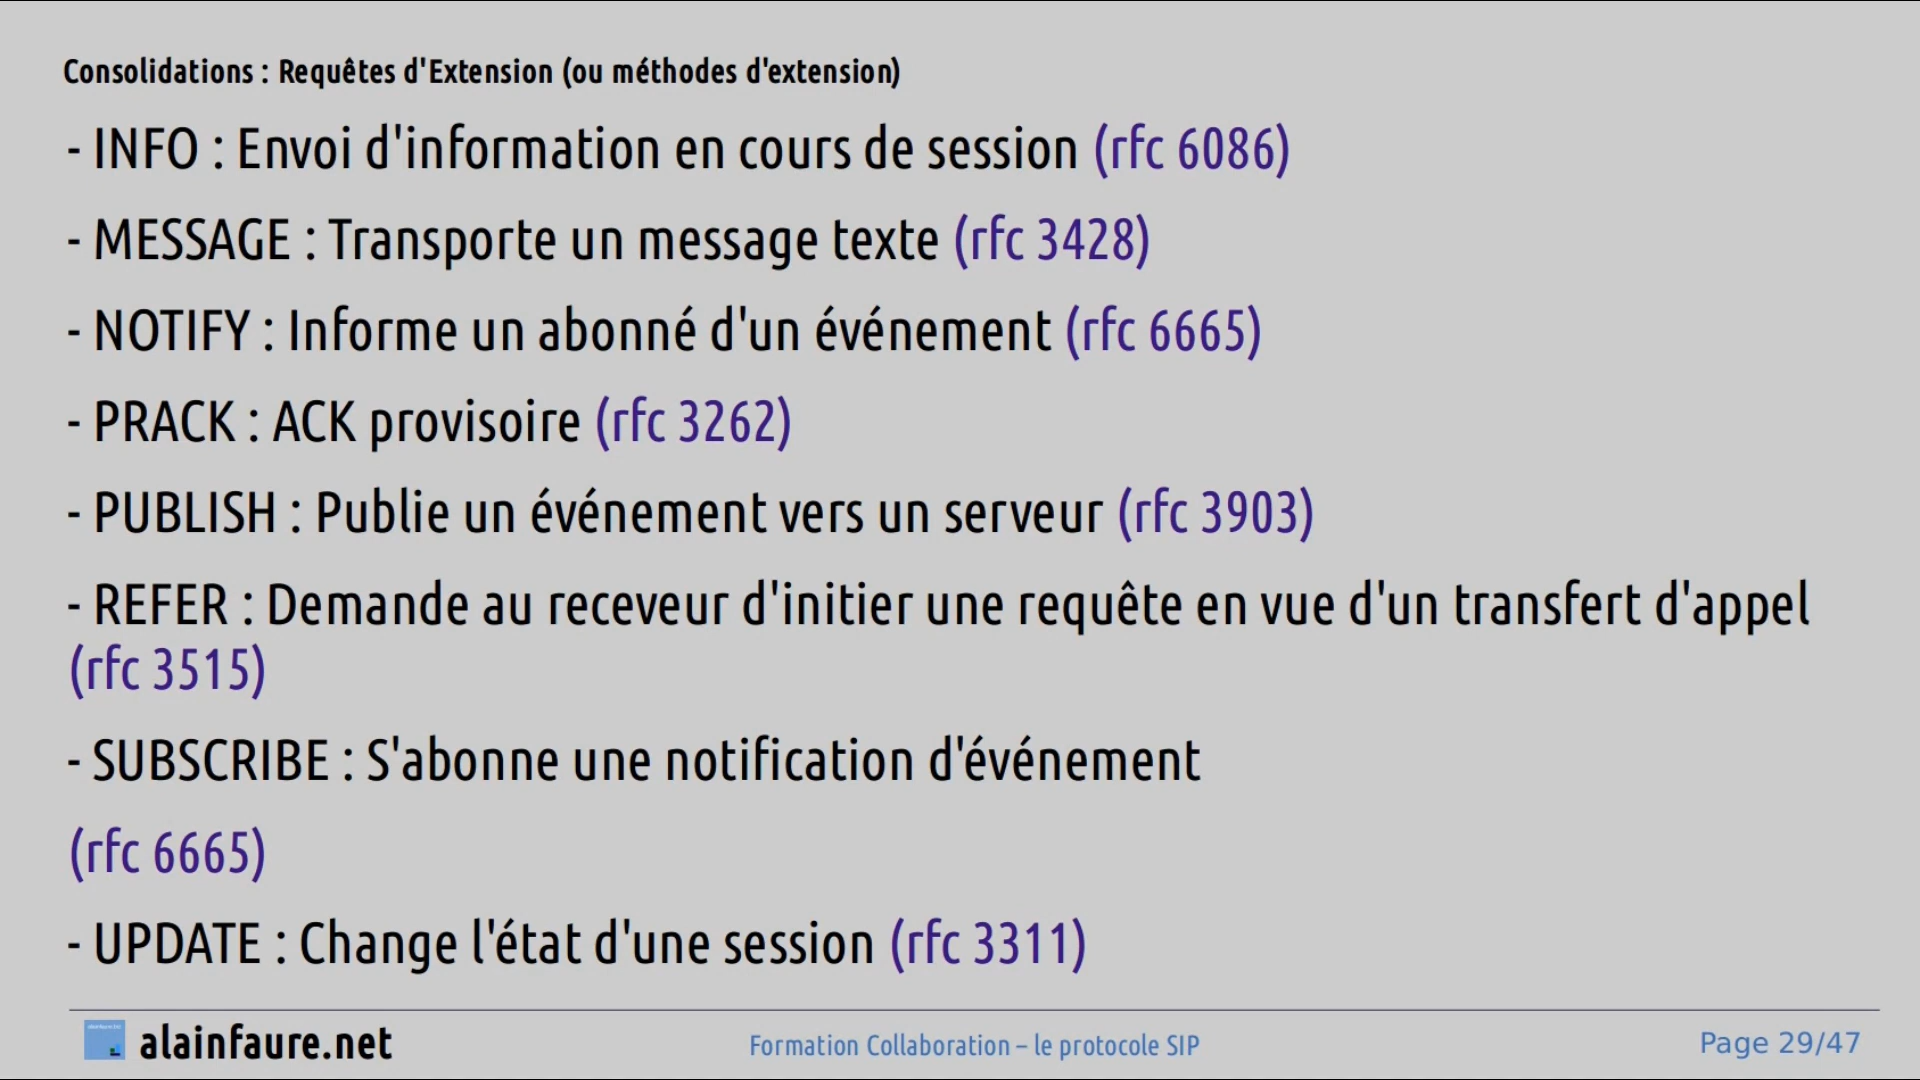 Consolidations : Requêtes d'Extension (ou méthodes d'extension)
- INFO : Envoi d'information en cours de session (rfc 6086)
- MESSAGE : Transporte un message texte (rfc 3428)
- NOTIFY : Informe un abonné d'un événement (rfc 6665)
- PRACK : ACK provisoire (rfc 3262)
- PUBLISH : Publie un événement vers un serveur (rfc 3903)
- REFER : Demande au receveur d'initier une requête en vue d'un transfert d'appel
(rfc 3515)
- SUBSCRIBE : S'abonne une notification d'événement
(rfc 6665)
- UPDATE : Change l'état d'une session (rfc 3311)
alainfaure.net
Formation Collaboration – le protocole SIP
Page 29/47